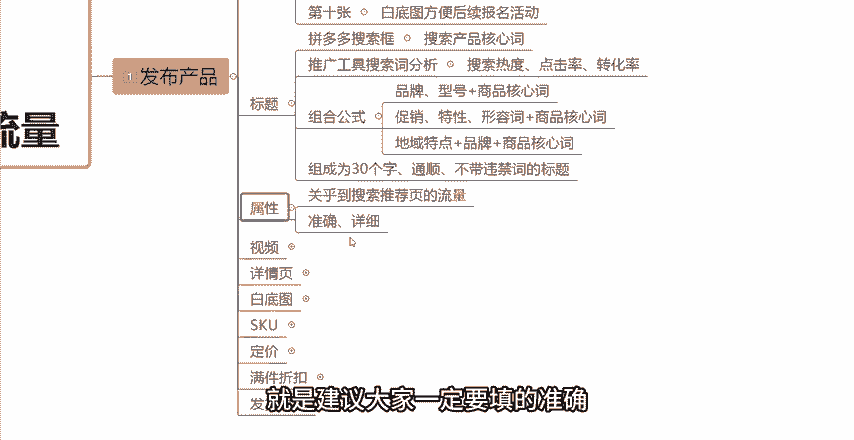 第十张 白底图方便后续报名活动
拼多多搜索框 搜索产品核心词
推广工具搜索词分析 搜索热度、点击率、转化率
1 发布产品
标题
品牌、型号+商品核心词
组合公式 促销、特性、形容词+商品核心词
地域特点+品牌+商品核心词
流量
组成为30个字、通顺、不带违禁词的标题
属性
关乎到搜索推荐页的流量
准确、详细
视频
详情页
白底图
SKU
定价
满件折扣
发
就是建议大家一定要填的准确